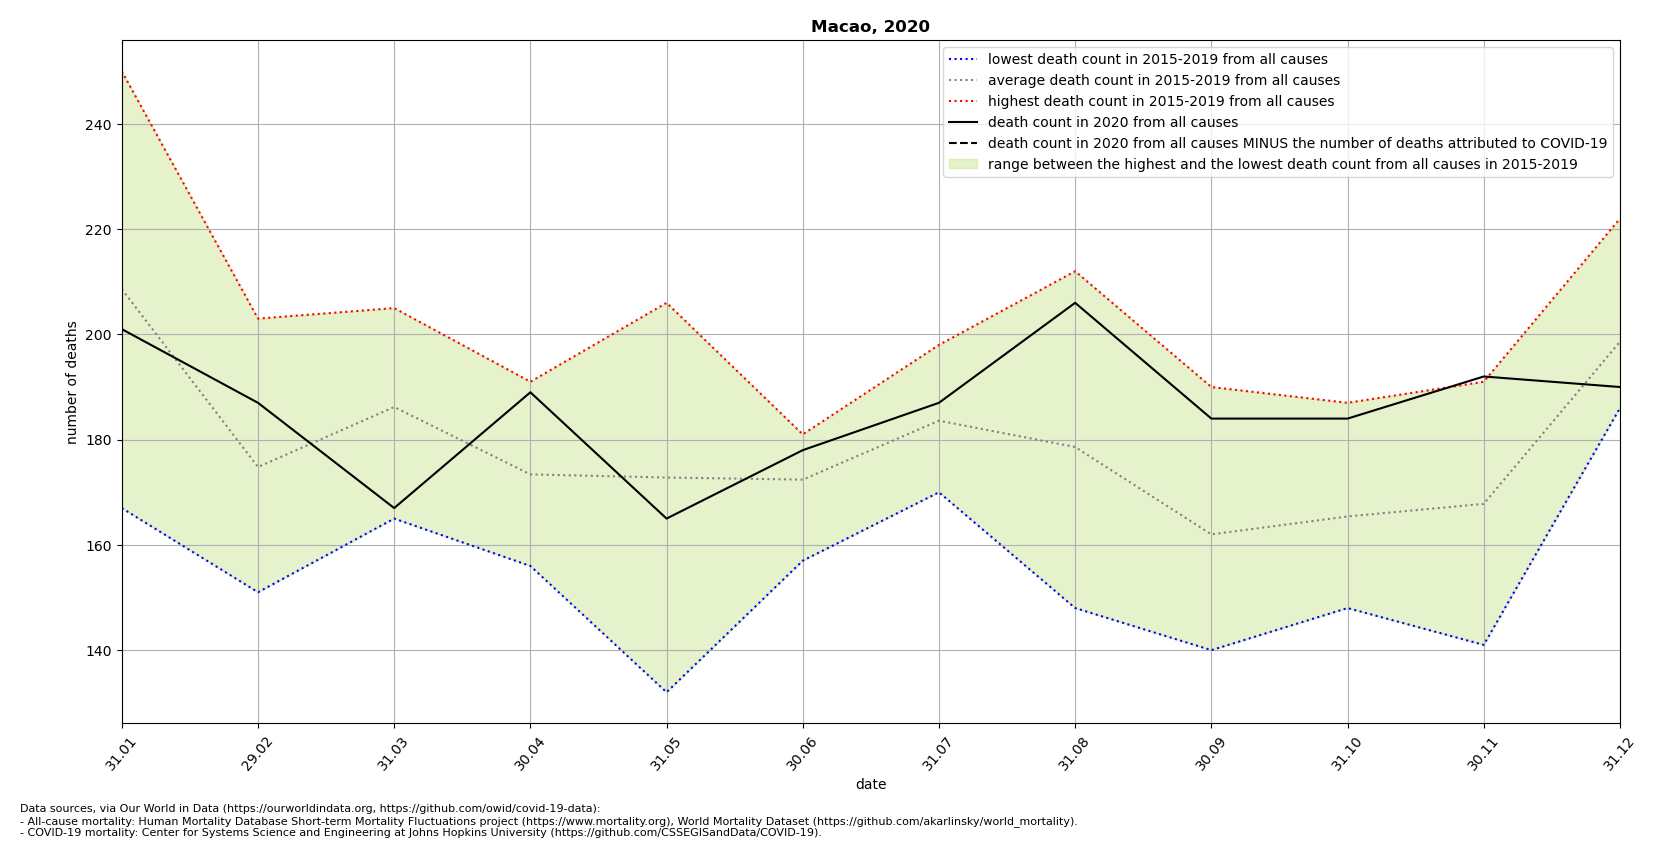 Macao, 2020
lowest death count in 2015-2019 from all causes
average death count in 2015-2019 from all causes
highest death count in 2015-2019 from all causes
death count in 2020 from all causes
death count in 2020 from all causes MINUS the number of deaths attributed to COVID-19
range between the highest and the lowest death count from all causes in 2015-2019
number of deaths
240
220
200
180
160
140
31.01
29.02
31.03
30.04
31.05
30.06
31.07
31.08
30.09
31.10
30.11
31.12
date
Data sources, via Our World in Data (https://ourworldindata.org, https://github.com/owid/covid-19-data):
- All-cause mortality: Human Mortality Database Short-term Mortality Fluctuations project (https://www.mortality.org), World Mortality Dataset (https://github.com/akarlinsky/world_mortality).
- COVID-19 mortality: Center for Systems Science and Engineering at Johns Hopkins University (https://github.com/CSSEGISandData/COVID-19).